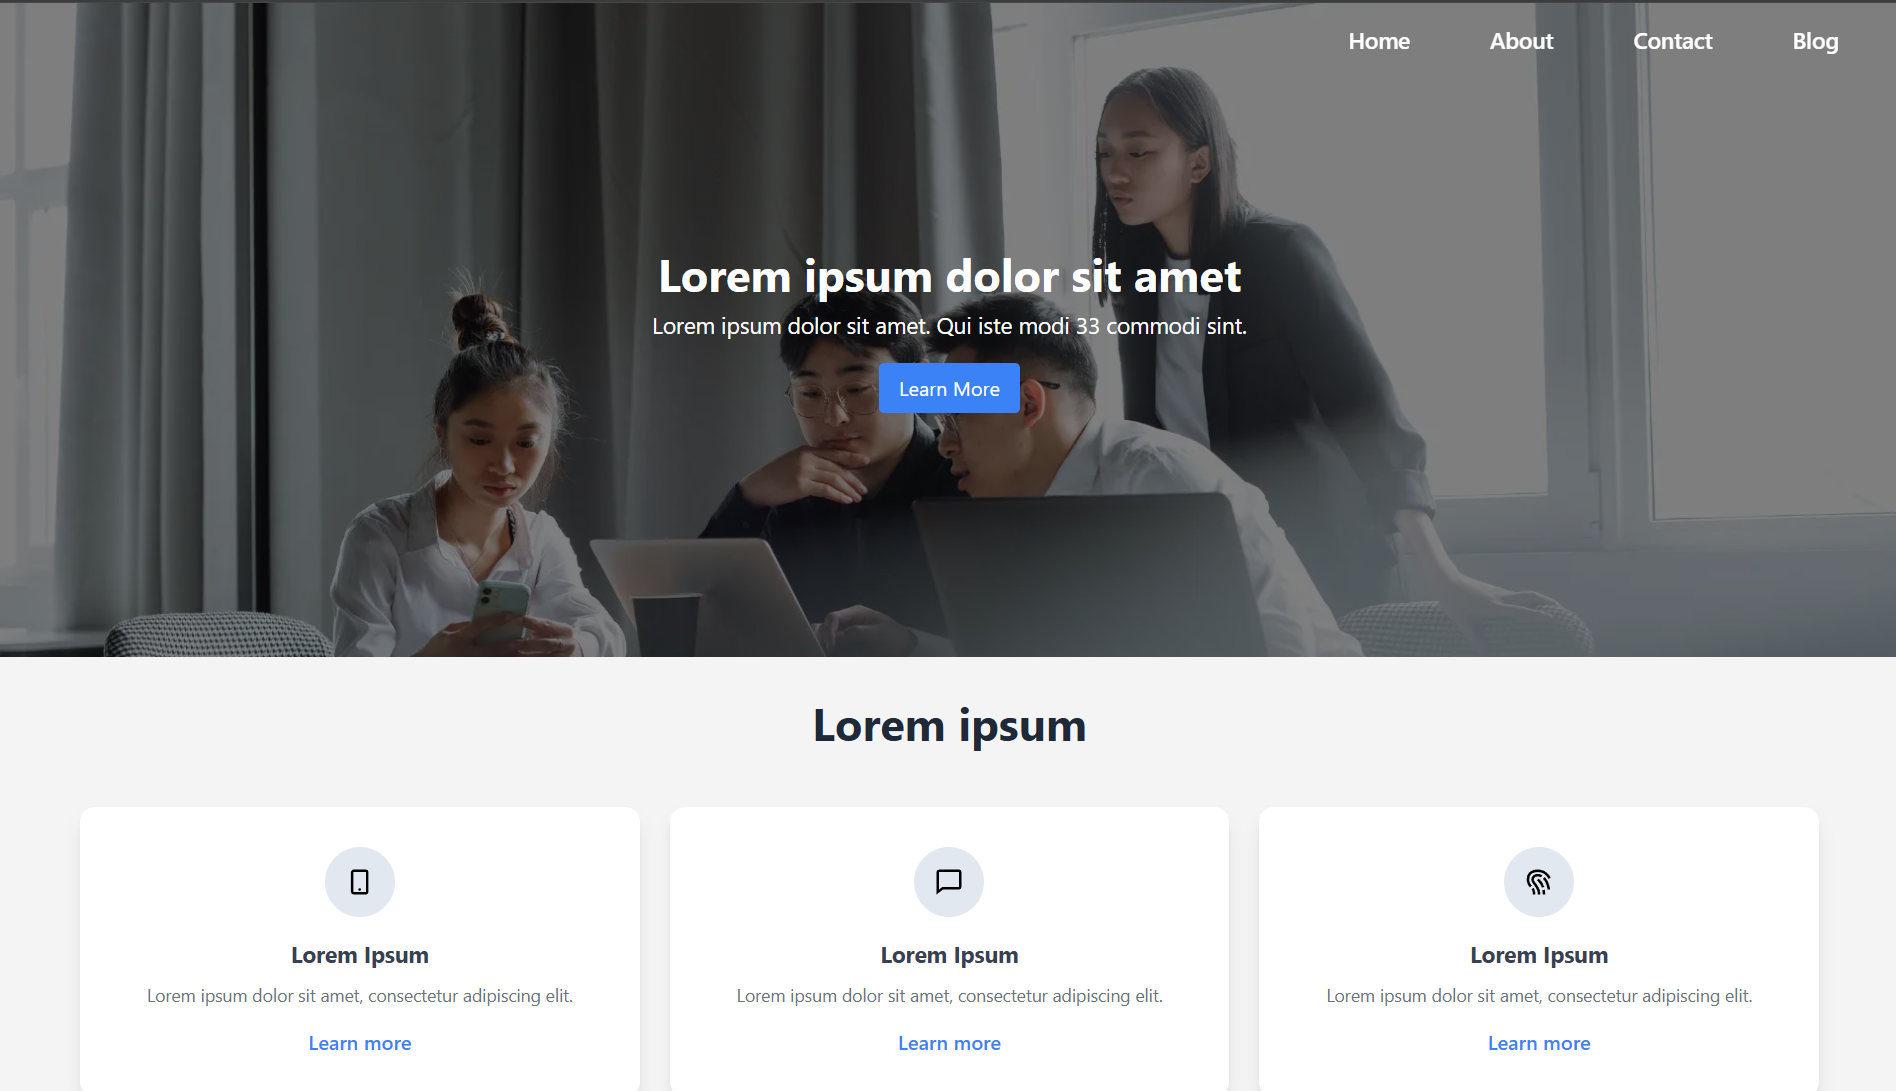 Home About Contact Blog
Lorem ipsum dolor sit amet
Lorem ipsum dolor sit amet. Qui iste modi 33 commodi sint.
Learn More
Lorem ipsum
Lorem Ipsum
Lorem ipsum dolor sit amet, consectetur adipiscing elit.
Learn more
Lorem Ipsum
Lorem ipsum dolor sit amet, consectetur adipiscing elit.
Learn more
Lorem Ipsum
Lorem ipsum dolor sit amet, consectetur adipiscing elit.
Learn more